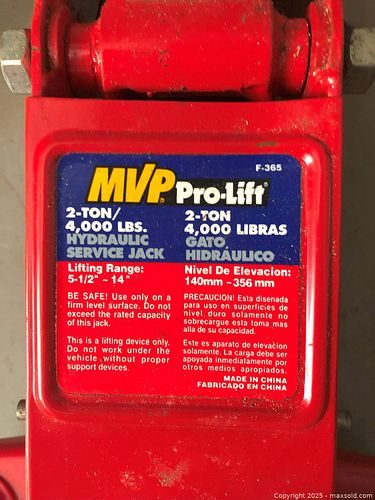 F-365
MVP Pro-Lift
2-TON/
4,000 LBS.
HYDRAULIC
SERVICE JACK
2-TON
4,000 LIBRAS
GATO
HIDRÁULICO
Lifting Range:
5-1/2" ~ 14"
BE SAFE! Use only on a
firm level surface. Do not
exceed the rated capacity
of this jack.
This is a lifting device only.
Do not work under the
vehicle without proper
support devices.
Nivel De Elevacion:
140mm ~ 356 mm
PRECAUCION! Esta disenada
para uso en superficies de
nivel duro solamente no
sobrecargue esta toma mas
alla de su capacidad.
Este es aparato de elevacion
solamente. La carga debe ser
apoyada inmediatamente por
otros medios apropiados.
MADE IN CHINA
FABRICADO EN CHINA
Copyright 2025 - maxsold.com